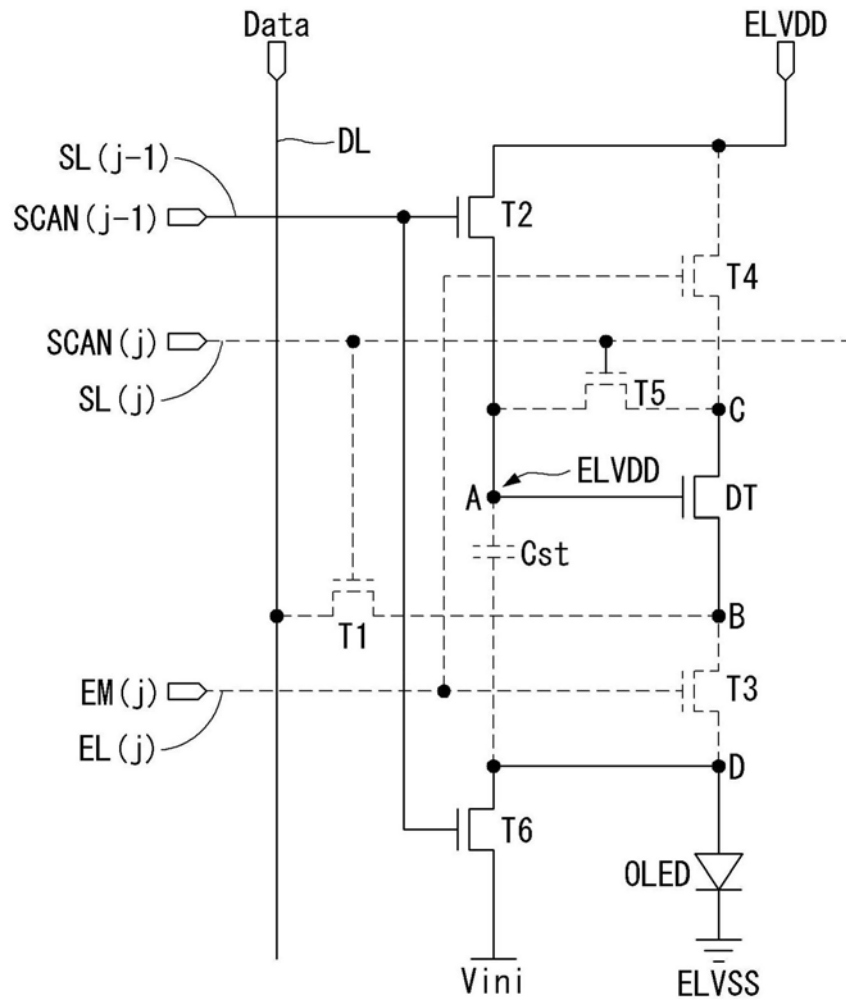 Data
ELVDD
DL
SL(j-1)
SCAN(j-1)
T2
T4
SCAN(j)
SL(j)
T5
C
ELVDD
A
DT
Cst
T1
B
EM(j)
T3
EL(j)
D
T6
OLED
Vini
ELVSS